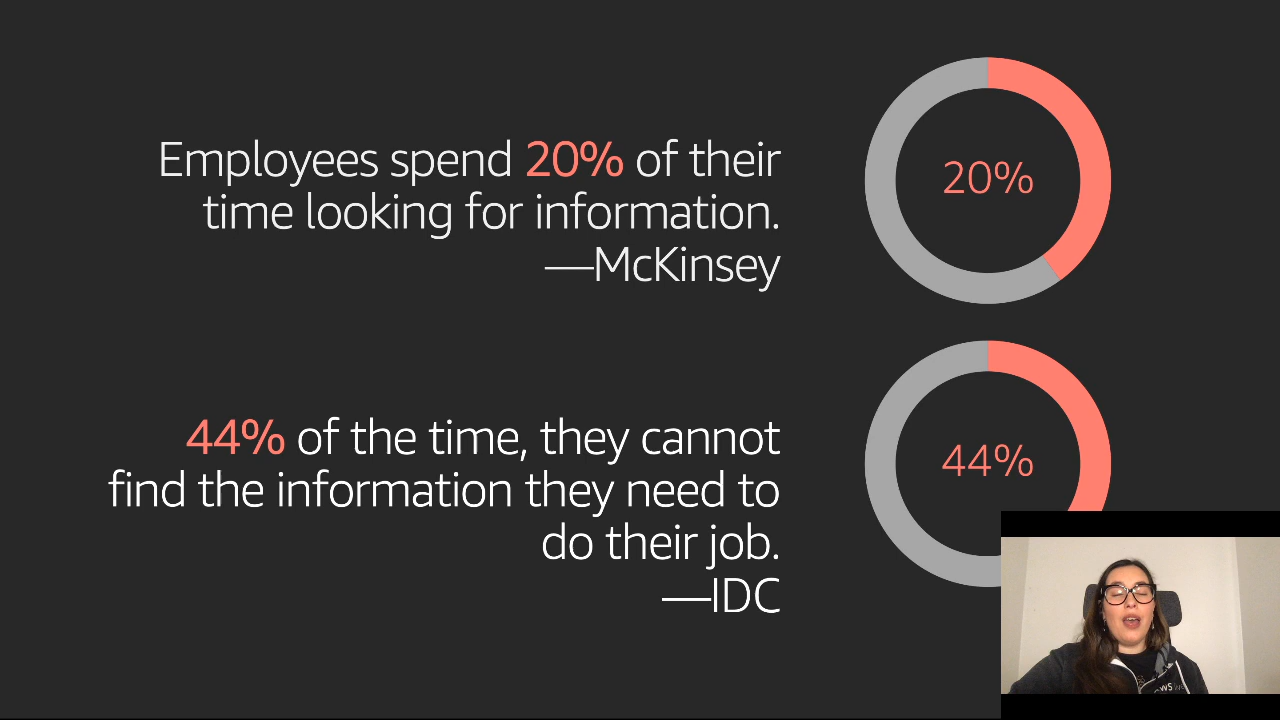 Employees spend 20% of their
time looking for information.
—McKinsey
20%
44% of the time, they cannot
find the information they need to
do their job.
—IDC
44%